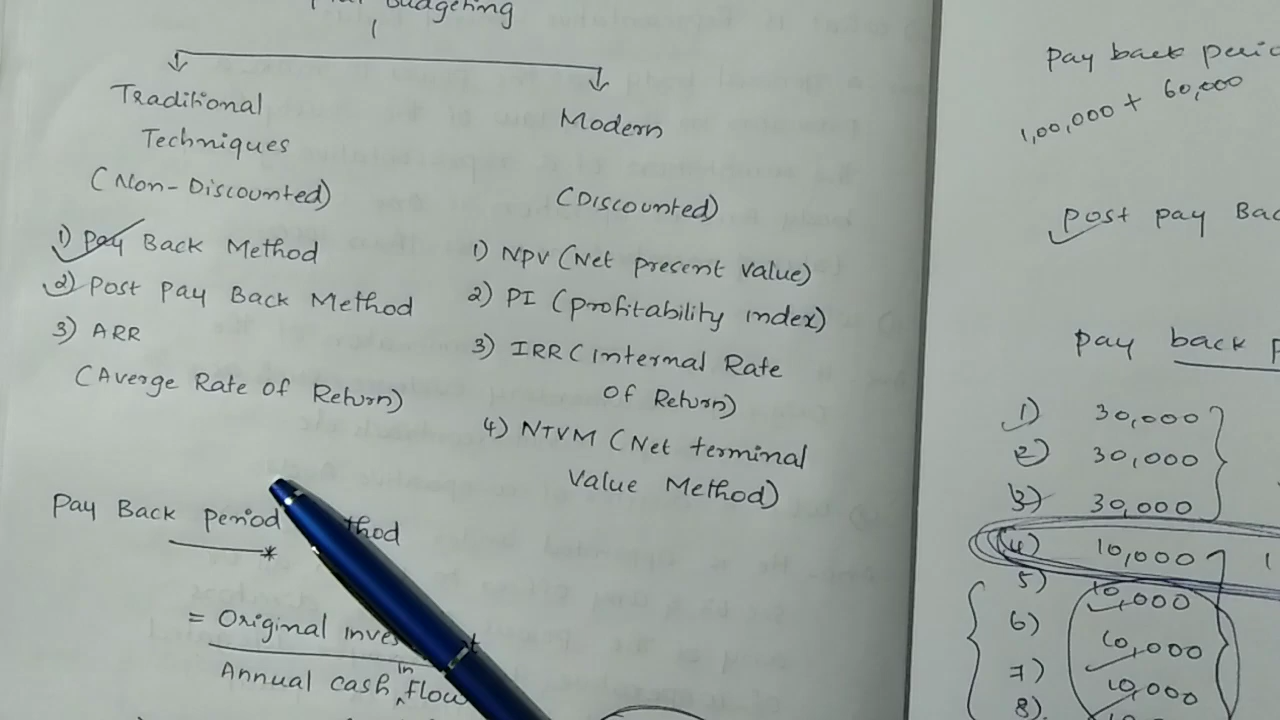 Budgeting
Traditional
Techniques
(Non-Discounted)
1) Pay Back Method
2) Post Pay Back Method
3) ARR
(Averge Rate of Return)
Modern
(Discounted)
1) NPV (Net present value)
2) PI (profitability index)
3) IRR (Internal Rate
of Return)
4) NTVM (Net terminal
Value Method)
Pay Back Period
= Original
Annual cash in flow
Pay back
1,00,000 + 60,000
Post pay
pay back
1) 30,000
2) 30,000
3) 30,000
4) 10,000
5) 10,000
6) 10,000
7) 10,000
8)